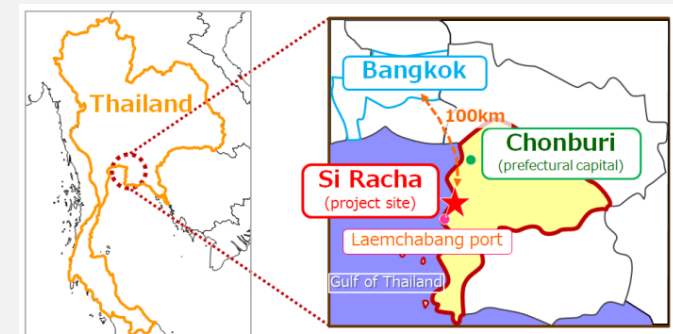 Thailand
Bangkok
100km
Chonburi
(prefectural capital)
Si Racha
(project site)
Laemchabang port
Gulf of Thailand